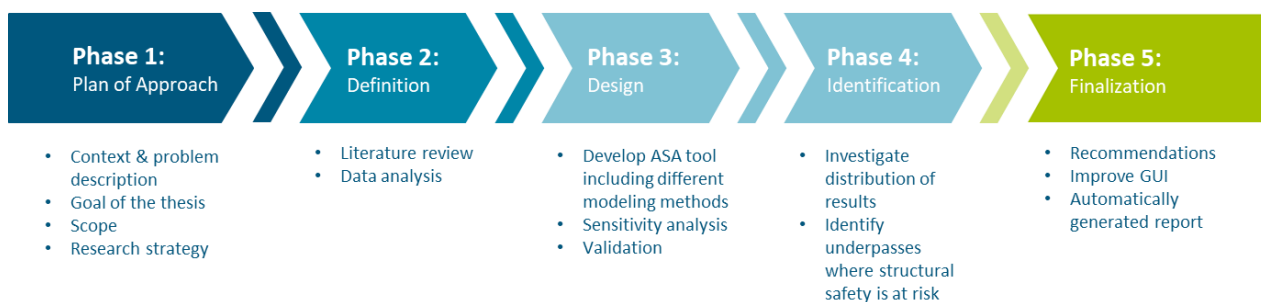 Phase 1:
Plan of Approach
• Context & problem
description
• Goal of the thesis
• Scope
• Research strategy
Phase 2:
Definition
• Literature review
• Data analysis
Phase 3:
Design
• Develop ASA tool
including different
modeling methods
• Sensitivity analysis
• Validation
Phase 4:
Identification
• Investigate
distribution of
results
• Identify
underpasses
where structural
safety is at risk
Phase 5:
Finalization
• Recommendations
• Improve GUI
• Automatically
generated report